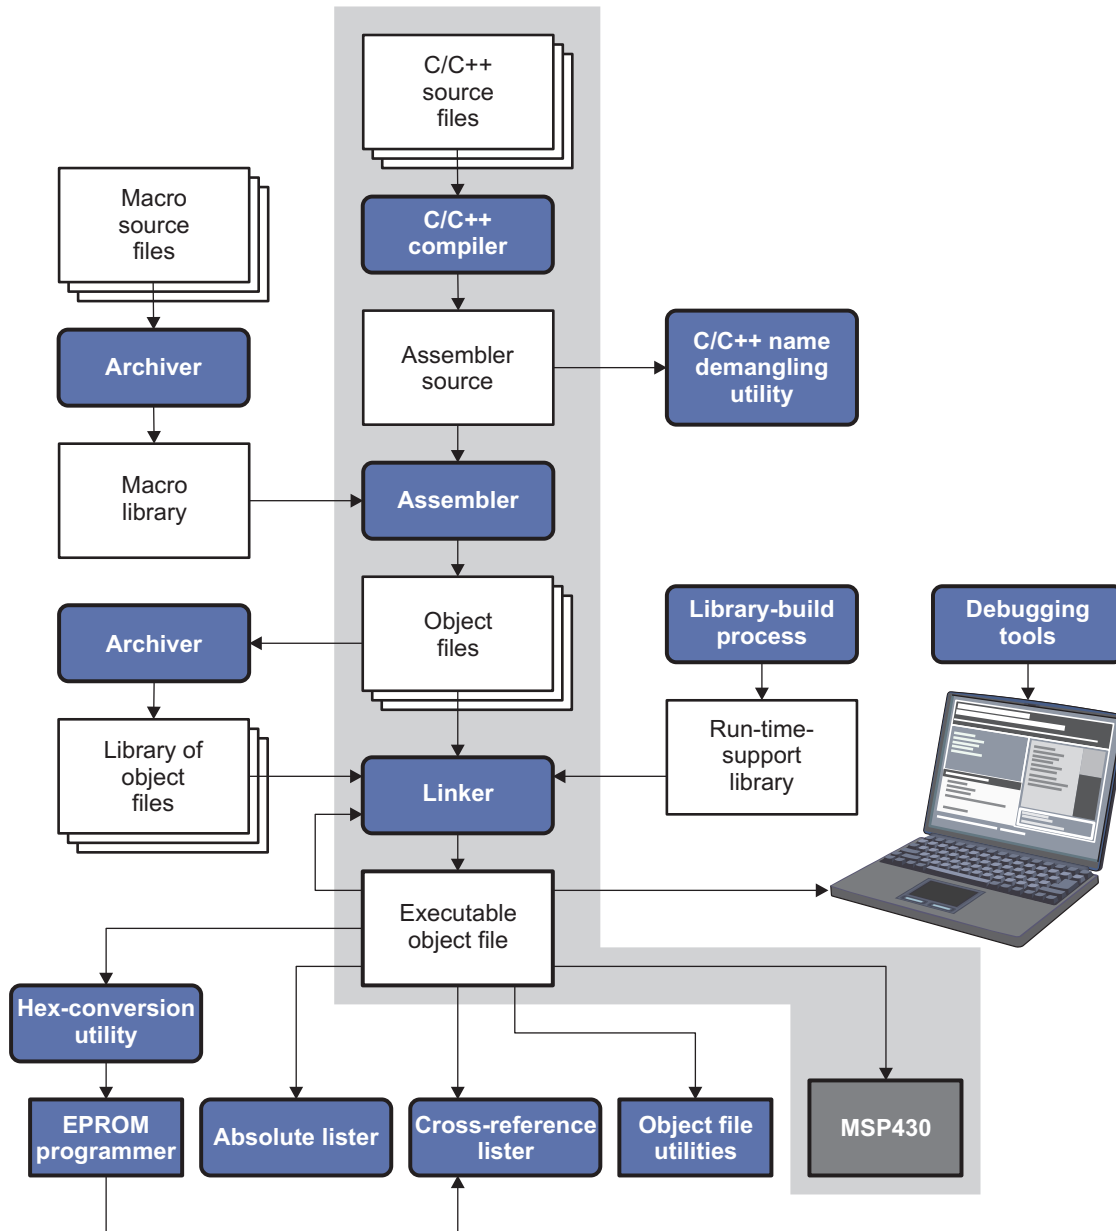 C/C++
source
files
Macro
source
files
C/C++
compiler
Archiver
Assembler
source
C/C++ name
demangling
utility
Macro
library
Assembler
Archiver
Object
files
Library-build
process
Debugging
tools
Library of
object
files
Linker
Run-time-
support
library
Executable
object file
Hex-conversion
utility
EPROM
programmer
Absolute lister
Cross-reference
lister
Object file
utilities
MSP430